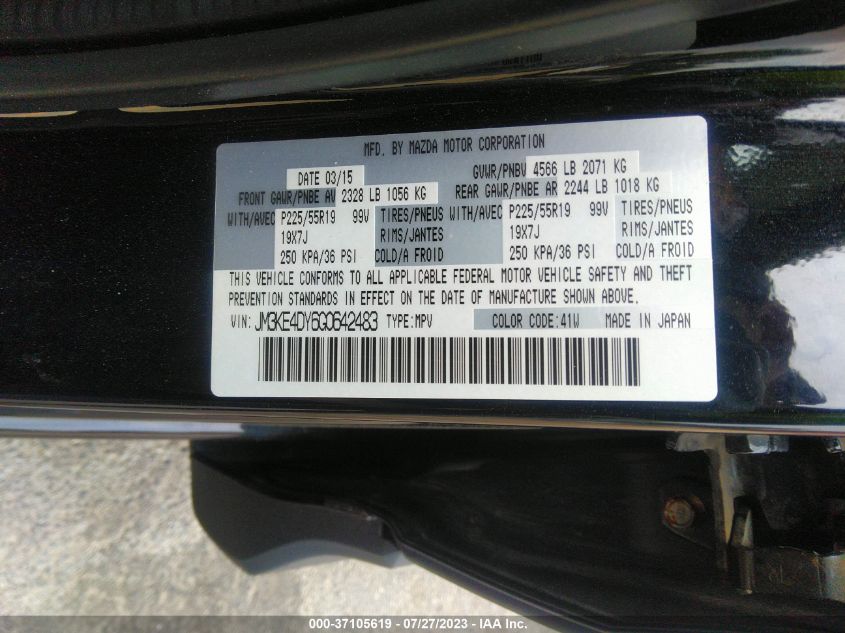 MFD. BY MAZDA MOTOR CORPORATION
DATE 03/15 GVWR/PNBV 4566 LB 2071 KG
FRONT GAWR/PNBE AV 2328 LB 1056 KG REAR GAWR/PNBE AR 2244 LB 1018 KG
WITH/AVEC P225/55R19 99V TIRES/PNEUS WITH/AVEC P225/55R19 99V TIRES/PNEUS
19X7J RIMS/JANTES 19X7J RIMS/JANTES
250 KPA/36 PSI COLD/A FROID 250 KPA/36 PSI COLD/A FROID
THIS VEHICLE CONFORMS TO ALL APPLICABLE FEDERAL MOTOR VEHICLE SAFETY AND THEFT
PREVENTION STANDARDS IN EFFECT ON THE DATE OF MANUFACTURE SHOWN ABOVE.
VIN: JM3KE4DY6G0642483 TYPE:MPV COLOR CODE:41W MADE IN JAPAN
000-37105619 - 07/27/2023 - IAA Inc.